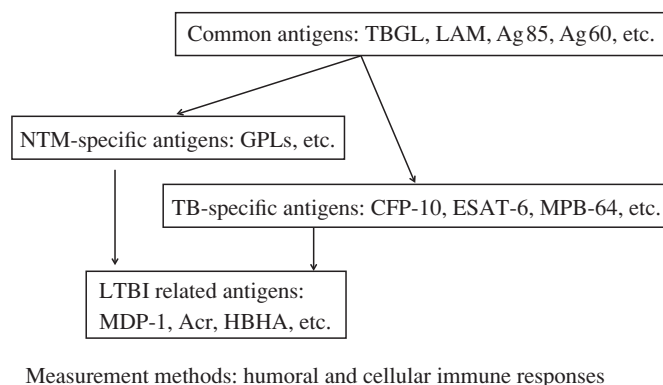 Common antigens: TBGL, LAM, Ag85, Ag60, etc.
NTM-specific antigens: GPLs, etc.
TB-specific antigens: CFP-10, ESAT-6, MPB-64, etc.
LTBI related antigens:
MDP-1, Acr, HBHA, etc.
Measurement methods: humoral and cellular immune responses